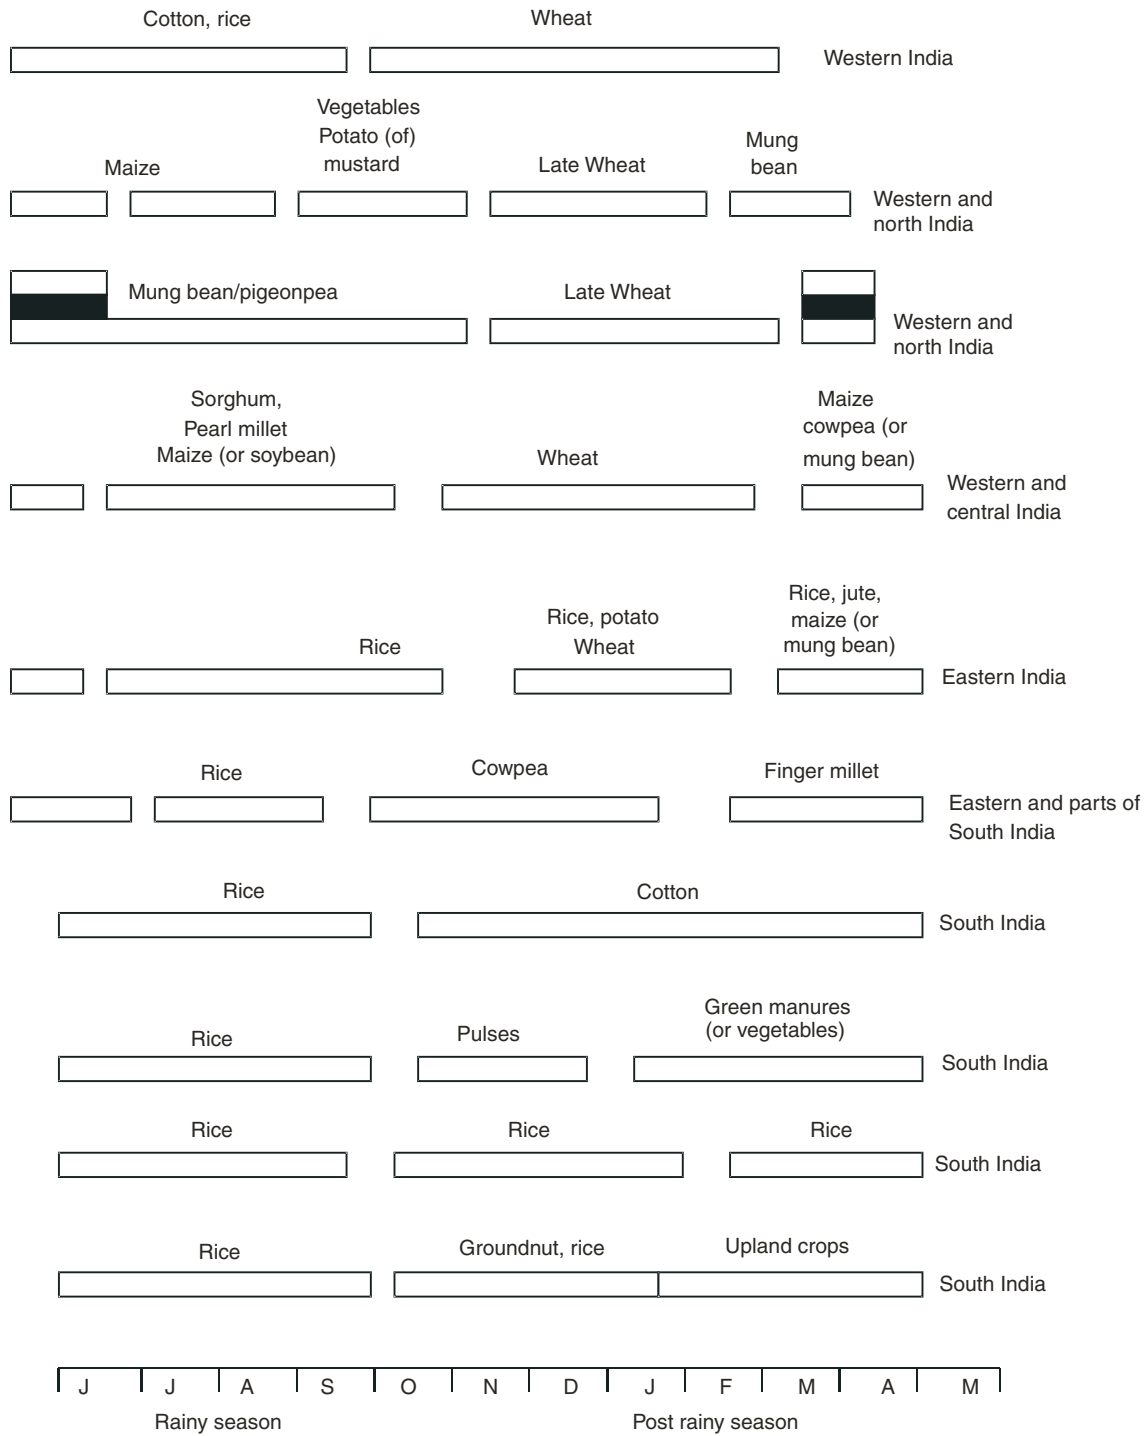 Cotton, rice
Wheat
Western India
Vegetables
Potato (of)
mustard
Maize
Late Wheat
Mung
bean
Western and
north India
Mung bean/pigeonpea
Late Wheat
Western and
north India
Sorghum,
Pearl millet
Maize (or soybean)
Wheat
Maize
cowpea (or
mung bean)
Western and
central India
Rice
Rice, potato
Wheat
Rice, jute,
maize (or
mung bean)
Eastern India
Rice
Cowpea
Finger millet
Eastern and parts of
South India
Rice
Cotton
South India
Rice
Pulses
Green manures
(or vegetables)
South India
Rice
Rice
Rice
South India
Rice
Groundnut, rice
Upland crops
South India
J J A S O N D J F M A M
Rainy season
Post rainy season